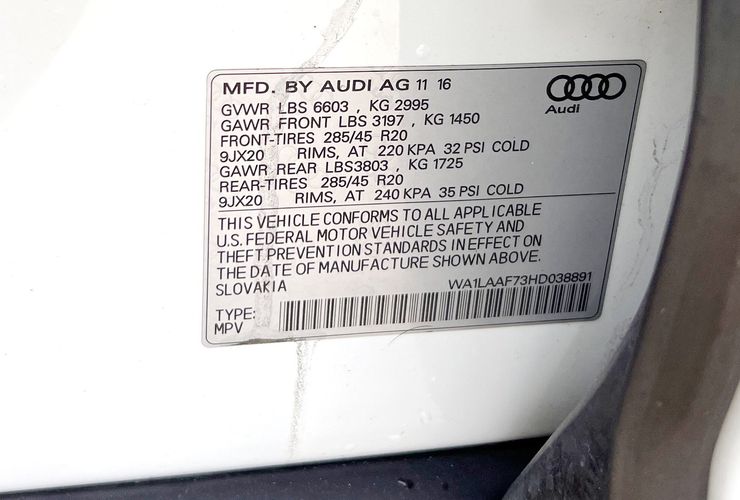 MFD. BY AUDI AG 11 16
GVWR LBS 6603 , KG 2995
GAWR FRONT LBS 3197 , KG 1450
FRONT-TIRES 285/45 R20
9JX20 RIMS, AT 220 KPA 32 PSI COLD
GAWR REAR LBS3803 , KG 1725
REAR-TIRES 285/45 R20
9JX20 RIMS, AT 240 KPA 35 PSI COLD
Audi
THIS VEHICLE CONFORMS TO ALL APPLICABLE
U.S. FEDERAL MOTOR VEHICLE SAFETY AND
THEFT PREVENTION STANDARDS IN EFFECT ON
THE DATE OF MANUFACTURE SHOWN ABOVE.
SLOVAKIA WA1LAAF73HD038891
TYPE:
MPV